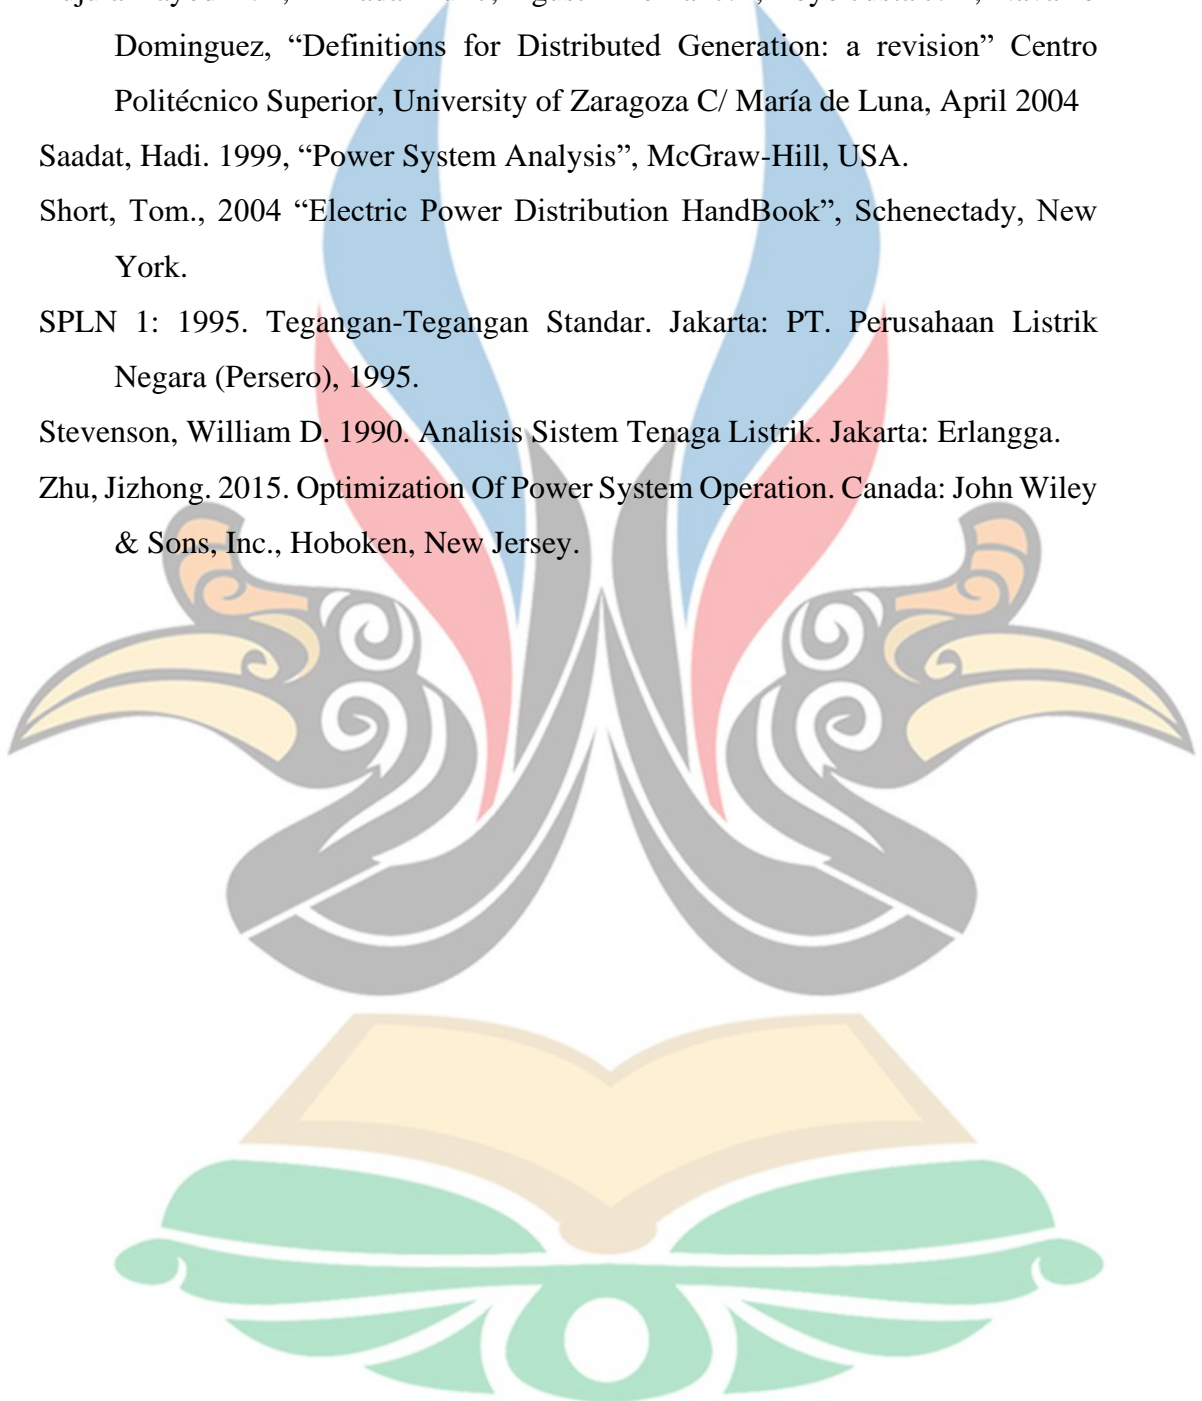 Dominguez, “Definitions for Distributed Generation: a revision” Centro
Politécnico Superior, University of Zaragoza C/ María de Luna, April 2004
Saadat, Hadi. 1999, “Power System Analysis”, McGraw-Hill, USA.
Short, Tom., 2004 “Electric Power Distribution HandBook”, Schenectady, New
York.
SPLN 1: 1995. Tegangan-Tegangan Standar. Jakarta: PT. Perusahaan Listrik
Negara (Persero), 1995.
Stevenson, William D. 1990. Analisis Sistem Tenaga Listrik. Jakarta: Erlangga.
Zhu, Jizhong. 2015. Optimization Of Power System Operation. Canada: John Wiley
& Sons, Inc., Hoboken, New Jersey.